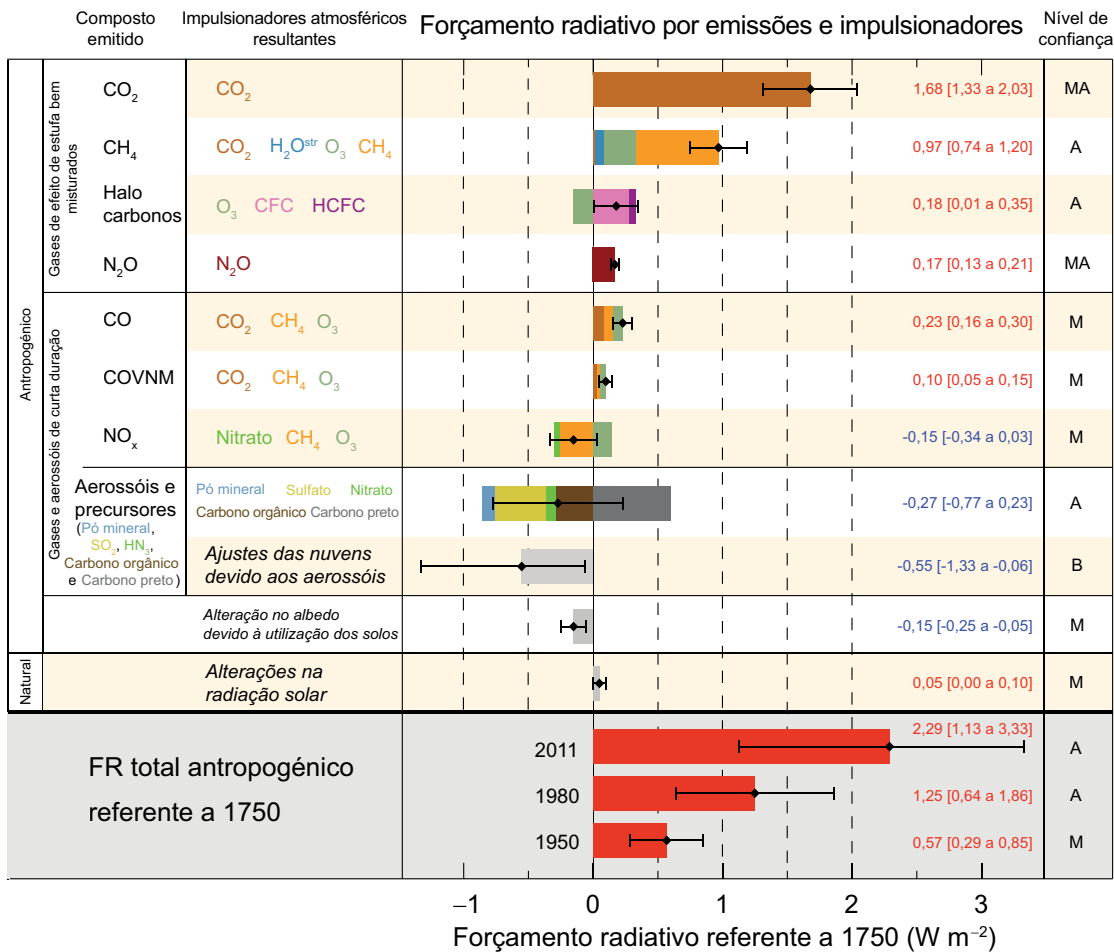 Composto
emitido
Impulsionadores atmosféricos
resultantes
Forçamento radiativo por emissões e impulsionadores
Nível de
confiança
Antropogénico
Gases de efeito de estufa bem
misturados
CO₂
CO₂
1,68 [1,33 a 2,03]
MA
CH₄
CO₂ H₂Oˢᵗʳ O₃ CH₄
0,97 [0,74 a 1,20]
A
Halo
carbonos
O₃ CFC HCFC
0,18 [0,01 a 0,35]
A
N₂O
N₂O
0,17 [0,13 a 0,21]
MA
Gases e aerossóis de curta duração
CO
CO₂ CH₄ O₃
0,23 [0,16 a 0,30]
M
COVNM
CO₂ CH₄ O₃
0,10 [0,05 a 0,15]
M
NOₓ
Nitrato CH₄ O₃
-0,15 [-0,34 a 0,03]
M
Aerossóis e
precursores
(Pó mineral,
SO₂, HN₃,
Carbono orgânico
e Carbono preto)
Pó mineral Sulfato Nitrato
Carbono orgânico Carbono preto
-0,27 [-0,77 a 0,23]
A
Ajustes das nuvens
devido aos aerossóis
-0,55 [-1,33 a -0,06]
B
Alteração no albedo
devido à utilização dos solos
-0,15 [-0,25 a -0,05]
M
Natural
Alterações na
radiação solar
0,05 [0,00 a 0,10]
M
FR total antropogénico
referente a 1750
2011
2,29 [1,13 a 3,33]
A
1980
1,25 [0,64 a 1,86]
A
1950
0,57 [0,29 a 0,85]
M
−1 0 1 2 3
Forçamento radiativo referente a 1750 (W m⁻²)